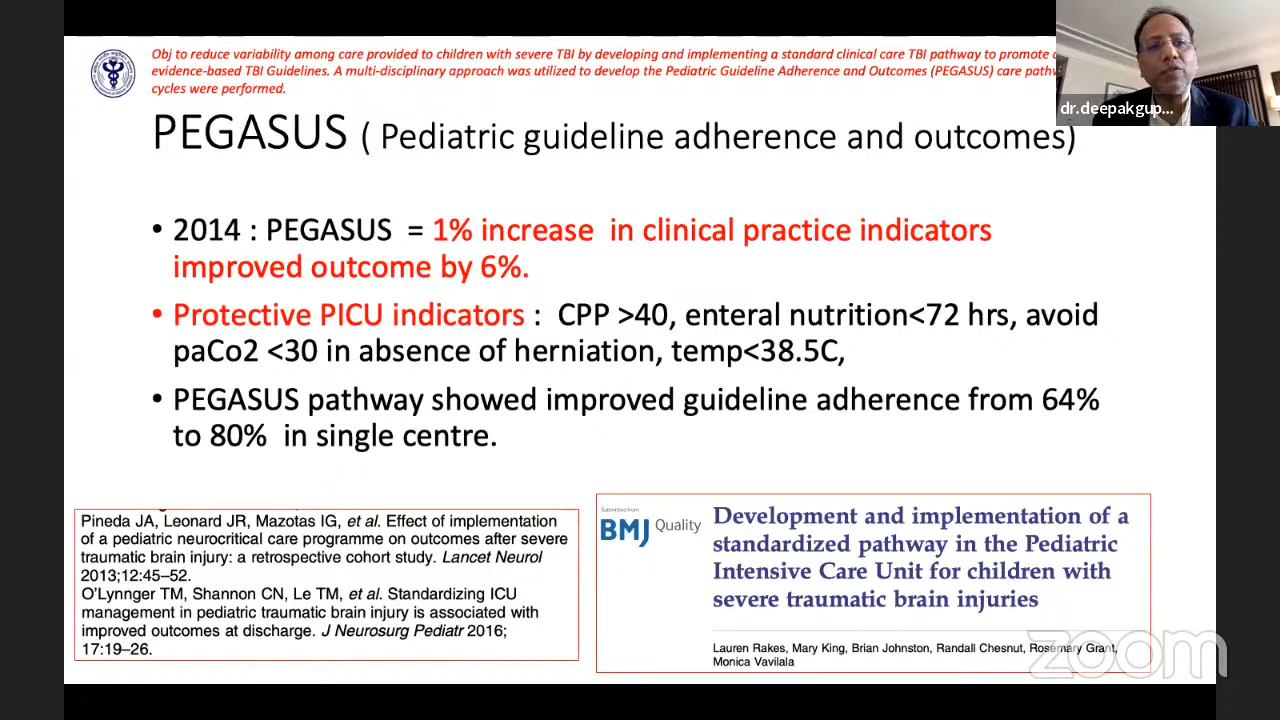 Obj to reduce variability among care provided to children with severe TBI by developing and implementing a standard clinical care TBI pathway to promote
evidence-based TBI Guidelines. A multi-disciplinary approach was utilized to develop the Pediatric Guideline Adherence and Outcomes (PEGASUS) care
cycles were performed.
dr.deepakgup...
PEGASUS ( Pediatric guideline adherence and outcomes)
• 2014 : PEGASUS = 1% increase in clinical practice indicators
improved outcome by 6%.
• Protective PICU indicators : CPP >40, enteral nutrition<72 hrs, avoid
paCo2 <30 in absence of herniation, temp<38.5C,
• PEGASUS pathway showed improved guideline adherence from 64%
to 80% in single centre.
Pineda JA, Leonard JR, Mazotas IG, et al. Effect of implementation
of a pediatric neurocritical care programme on outcomes after severe
traumatic brain injury: a retrospective cohort study. Lancet Neurol
2013;12:45–52.
O'Lynnger TM, Shannon CN, Le TM, et al. Standardizing ICU
management in pediatric traumatic brain injury is associated with
improved outcomes at discharge. J Neurosurg Pediatr 2016;
17:19–26.
Submitted from
BMJ Quality
Development and implementation of a
standardized pathway in the Pediatric
Intensive Care Unit for children with
severe traumatic brain injuries
Lauren Rakes, Mary King, Brian Johnston, Randall Chesnut, Rosemary Grant,
Monica Vavilala
zoom